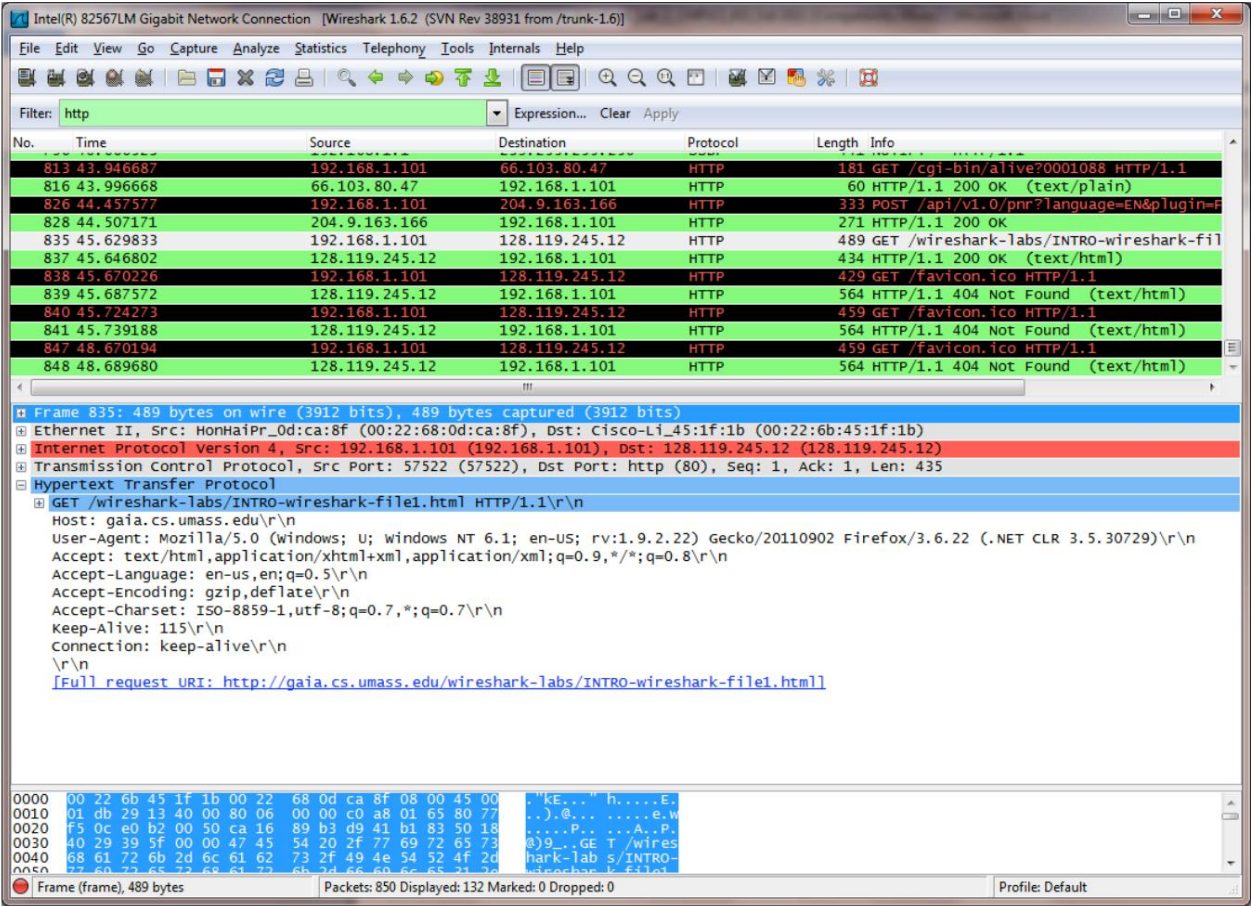 Intel(R) 82567LM Gigabit Network Connection [Wireshark 1.6.2 (SVN Rev 38931 from /trunk-1.6)]
File Edit View Go Capture Analyze Statistics Telephony Tools Internals Help
Filter: http Expression... Clear Apply
No. Time Source Destination Protocol Length Info
813 43.946687 192.168.1.101 66.103.80.47 HTTP 181 GET /cgi-bin/alive?0001088 HTTP/1.1
816 43.996668 66.103.80.47 192.168.1.101 HTTP 60 HTTP/1.1 200 OK (text/plain)
826 44.457577 192.168.1.101 204.9.163.166 HTTP 333 POST /api/v1.0/pnr?language=EN&plugin=F
828 44.507171 204.9.163.166 192.168.1.101 HTTP 271 HTTP/1.1 200 OK
835 45.629833 192.168.1.101 128.119.245.12 HTTP 489 GET /wireshark-labs/INTRO-wireshark-fil
837 45.646802 128.119.245.12 192.168.1.101 HTTP 434 HTTP/1.1 200 OK (text/html)
838 45.670226 192.168.1.101 128.119.245.12 HTTP 429 GET /favicon.ico HTTP/1.1
839 45.687572 128.119.245.12 192.168.1.101 HTTP 564 HTTP/1.1 404 Not Found (text/html)
840 45.724273 192.168.1.101 128.119.245.12 HTTP 459 GET /favicon.ico HTTP/1.1
841 45.739188 128.119.245.12 192.168.1.101 HTTP 564 HTTP/1.1 404 Not Found (text/html)
847 48.670194 192.168.1.101 128.119.245.12 HTTP 459 GET /favicon.ico HTTP/1.1
848 48.689680 128.119.245.12 192.168.1.101 HTTP 564 HTTP/1.1 404 Not Found (text/html)
Frame 835: 489 bytes on wire (3912 bits), 489 bytes captured (3912 bits)
Ethernet II, Src: HonHaiPr_0d:ca:8f (00:22:68:0d:ca:8f), Dst: Cisco-Li_45:1f:1b (00:22:6b:45:1f:1b)
Internet Protocol Version 4, Src: 192.168.1.101 (192.168.1.101), Dst: 128.119.245.12 (128.119.245.12)
Transmission Control Protocol, Src Port: 57522 (57522), Dst Port: http (80), Seq: 1, Ack: 1, Len: 435
Hypertext Transfer Protocol
GET /wireshark-labs/INTRO-wireshark-file1.html HTTP/1.1\r\n
Host: gaia.cs.umass.edu\r\n
User-Agent: Mozilla/5.0 (Windows; U; Windows NT 6.1; en-US; rv:1.9.2.22) Gecko/20110902 Firefox/3.6.22 (.NET CLR 3.5.30729)\r\n
Accept: text/html,application/xhtml+xml,application/xml;q=0.9,*/*;q=0.8\r\n
Accept-Language: en-us,en;q=0.5\r\n
Accept-Encoding: gzip,deflate\r\n
Accept-Charset: ISO-8859-1,utf-8;q=0.7,*;q=0.7\r\n
Keep-Alive: 115\r\n
Connection: keep-alive\r\n
\r\n
[Full request URI: http://gaia.cs.umass.edu/wireshark-labs/INTRO-wireshark-file1.html]
0000 00 22 6b 45 1f 1b 00 22 68 0d ca 8f 08 00 45 00 ."kE..." h.....E.
0010 01 db 29 13 40 00 80 06 00 00 c0 a8 01 65 80 77 ..).@... .....e.w
0020 f5 0c e0 b2 00 50 ca 16 89 b3 d9 41 b1 83 50 18 .....P.. ...A..P.
0030 40 29 39 5f 00 00 47 45 54 20 2f 77 69 72 65 73 @)9_..GE T /wires
0040 68 61 72 6b 2d 6c 61 62 73 2f 49 4e 54 52 4f 2d hark-lab s/INTRO-
0050 77 69 72 65 73 68 61 72 6b 2d 66 69 6c 65 31 2e wireshar k-file1.
Frame (frame), 489 bytes Packets: 850 Displayed: 132 Marked: 0 Dropped: 0 Profile: Default